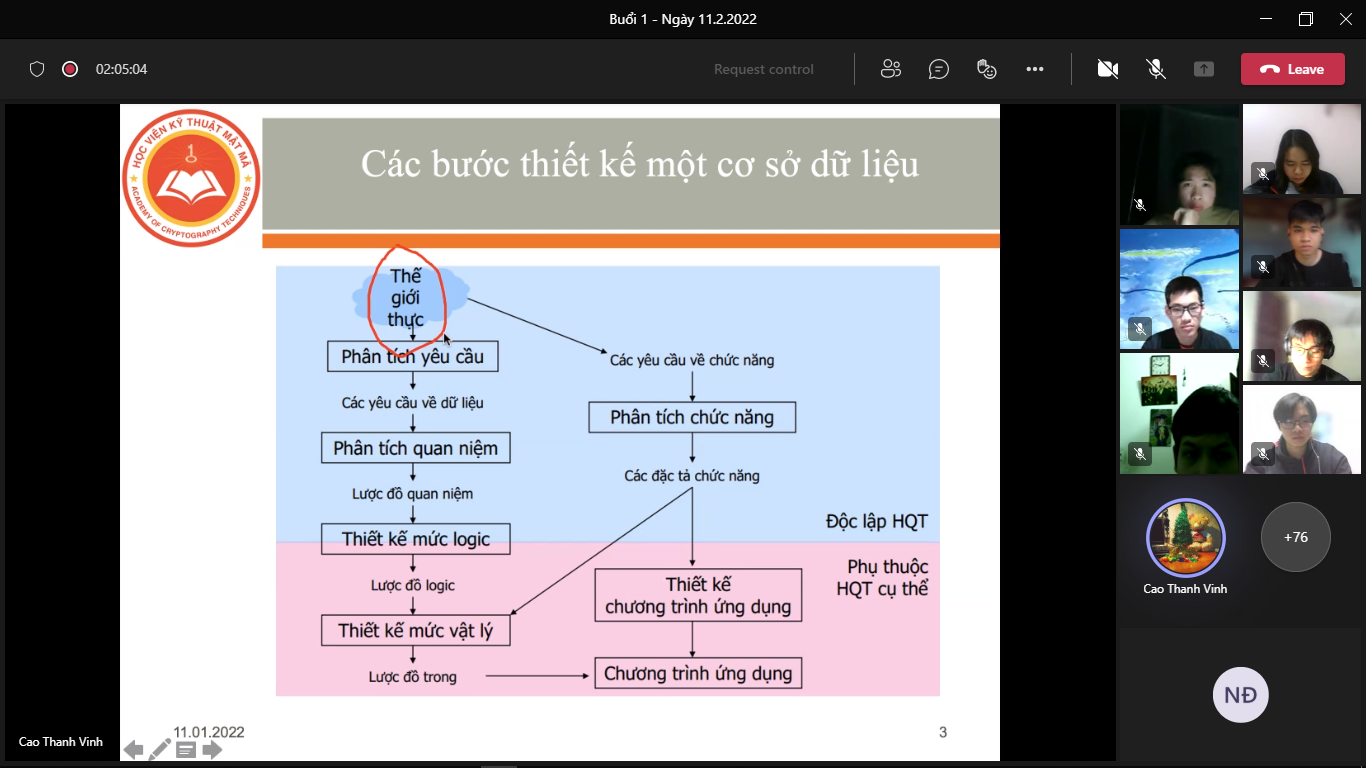 Buổi 1 - Ngày 11.2.2022
02:05:04
Request control
Leave
HỌC VIỆN KỸ THUẬT MẬT MÃ
ACADEMY OF CRYPTOGRAPHY TECHNIQUES
Các bước thiết kế một cơ sở dữ liệu
Thế
giới
thực
Phân tích yêu cầu
Các yêu cầu về dữ liệu
Phân tích quan niệm
Lược đồ quan niệm
Thiết kế mức logic
Lược đồ logic
Thiết kế mức vật lý
Lược đồ trong
Các yêu cầu về chức năng
Phân tích chức năng
Các đặc tả chức năng
Độc lập HQT
Phụ thuộc
HQT cụ thể
Thiết kế
chương trình ứng dụng
Chương trình ứng dụng
11.01.2022
3
Cao Thanh Vinh
+76
Cao Thanh Vinh
NĐ